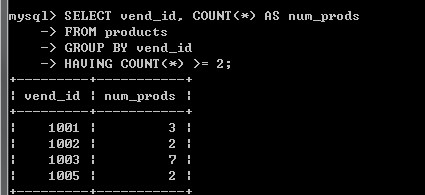 mysql> SELECT vend_id, COUNT(*) AS num_prods
    -> FROM products
    -> GROUP BY vend_id
    -> HAVING COUNT(*) >= 2;
+---------+-----------+
| vend_id | num_prods |
+---------+-----------+
|    1001 |         3 |
|    1002 |         2 |
|    1003 |         7 |
|    1005 |         2 |
+---------+-----------+